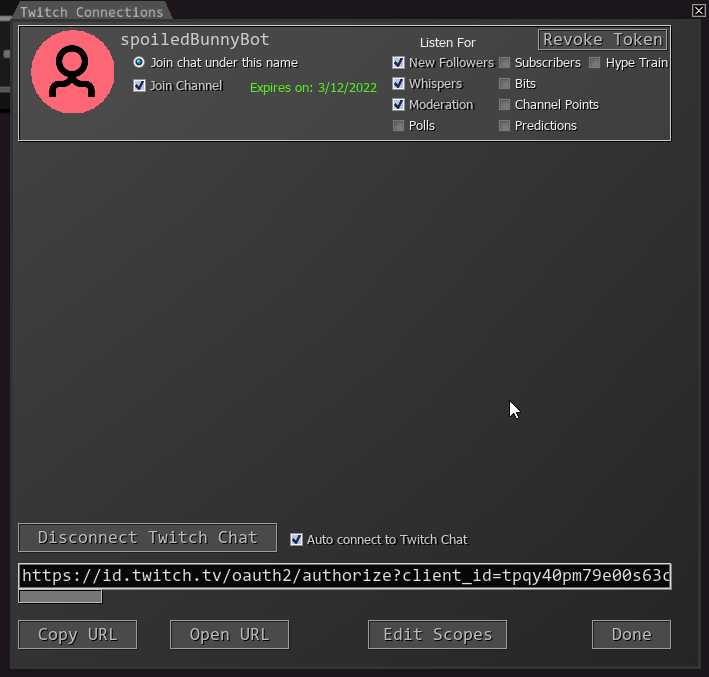 Twitch Connections
spoiledBunnyBot
Listen For
Revoke Token
Join chat under this name
New Followers
Subscribers
Hype Train
Join Channel
Expires on: 3/12/2022
Whispers
Bits
Moderation
Channel Points
Polls
Predictions
Disconnect Twitch Chat
Auto connect to Twitch Chat
https://id.twitch.tv/oauth2/authorize?client_id=tpqy40pm79e00s63c
Copy URL
Open URL
Edit Scopes
Done